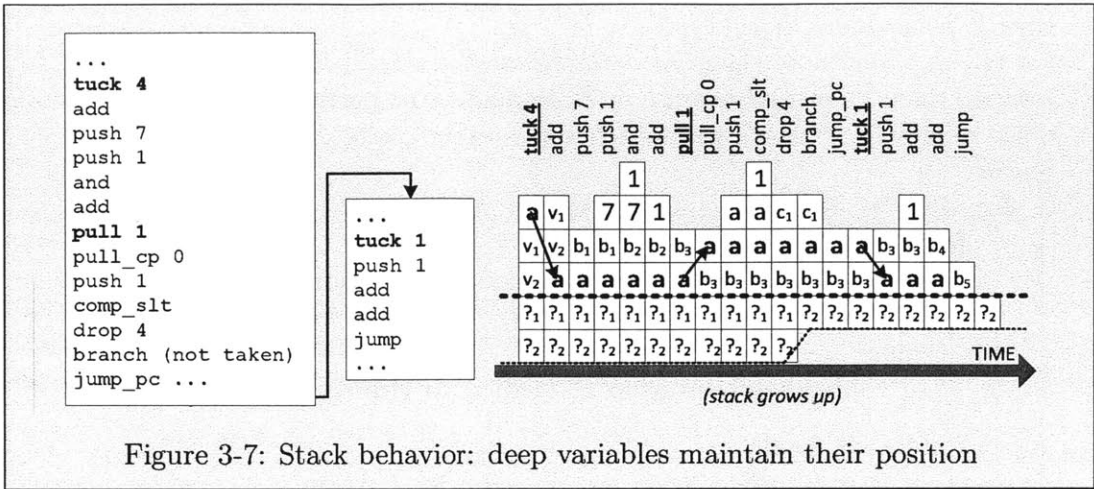 ...
tuck 4
add
push 7
push 1
and
add
pull 1
pull_cp 0
push 1
comp_slt
drop 4
branch (not taken)
jump_pc ...
...
tuck 1
push 1
add
add
jump
...
tuck 4
add
push 7
push 1
and
add
pull 1
pull_cp 0
push 1
comp_slt
drop 4
branch
jump_pc
tuck 1
push 1
add
add
jump
1 1
a v₁ 7 7 1 a a c₁ c₁ 1
v₁ v₂ b₁ b₁ b₂ b₂ b₃ a a a a a a a b₃ b₃ b₄
v₂ a a a a a a b₃ b₃ b₃ b₃ b₃ b₃ b₃ a a a b₅
?₁ ?₁ ?₁ ?₁ ?₁ ?₁ ?₁ ?₁ ?₁ ?₁ ?₁ ?₂ ?₂ ?₂ ?₂ ?₂ ?₂ ?₂ ?₂
?₂ ?₂ ?₂ ?₂ ?₂ ?₂ ?₂ ?₂ ?₂ ?₂ ?₂
TIME
(stack grows up)
Figure 3-7: Stack behavior: deep variables maintain their position